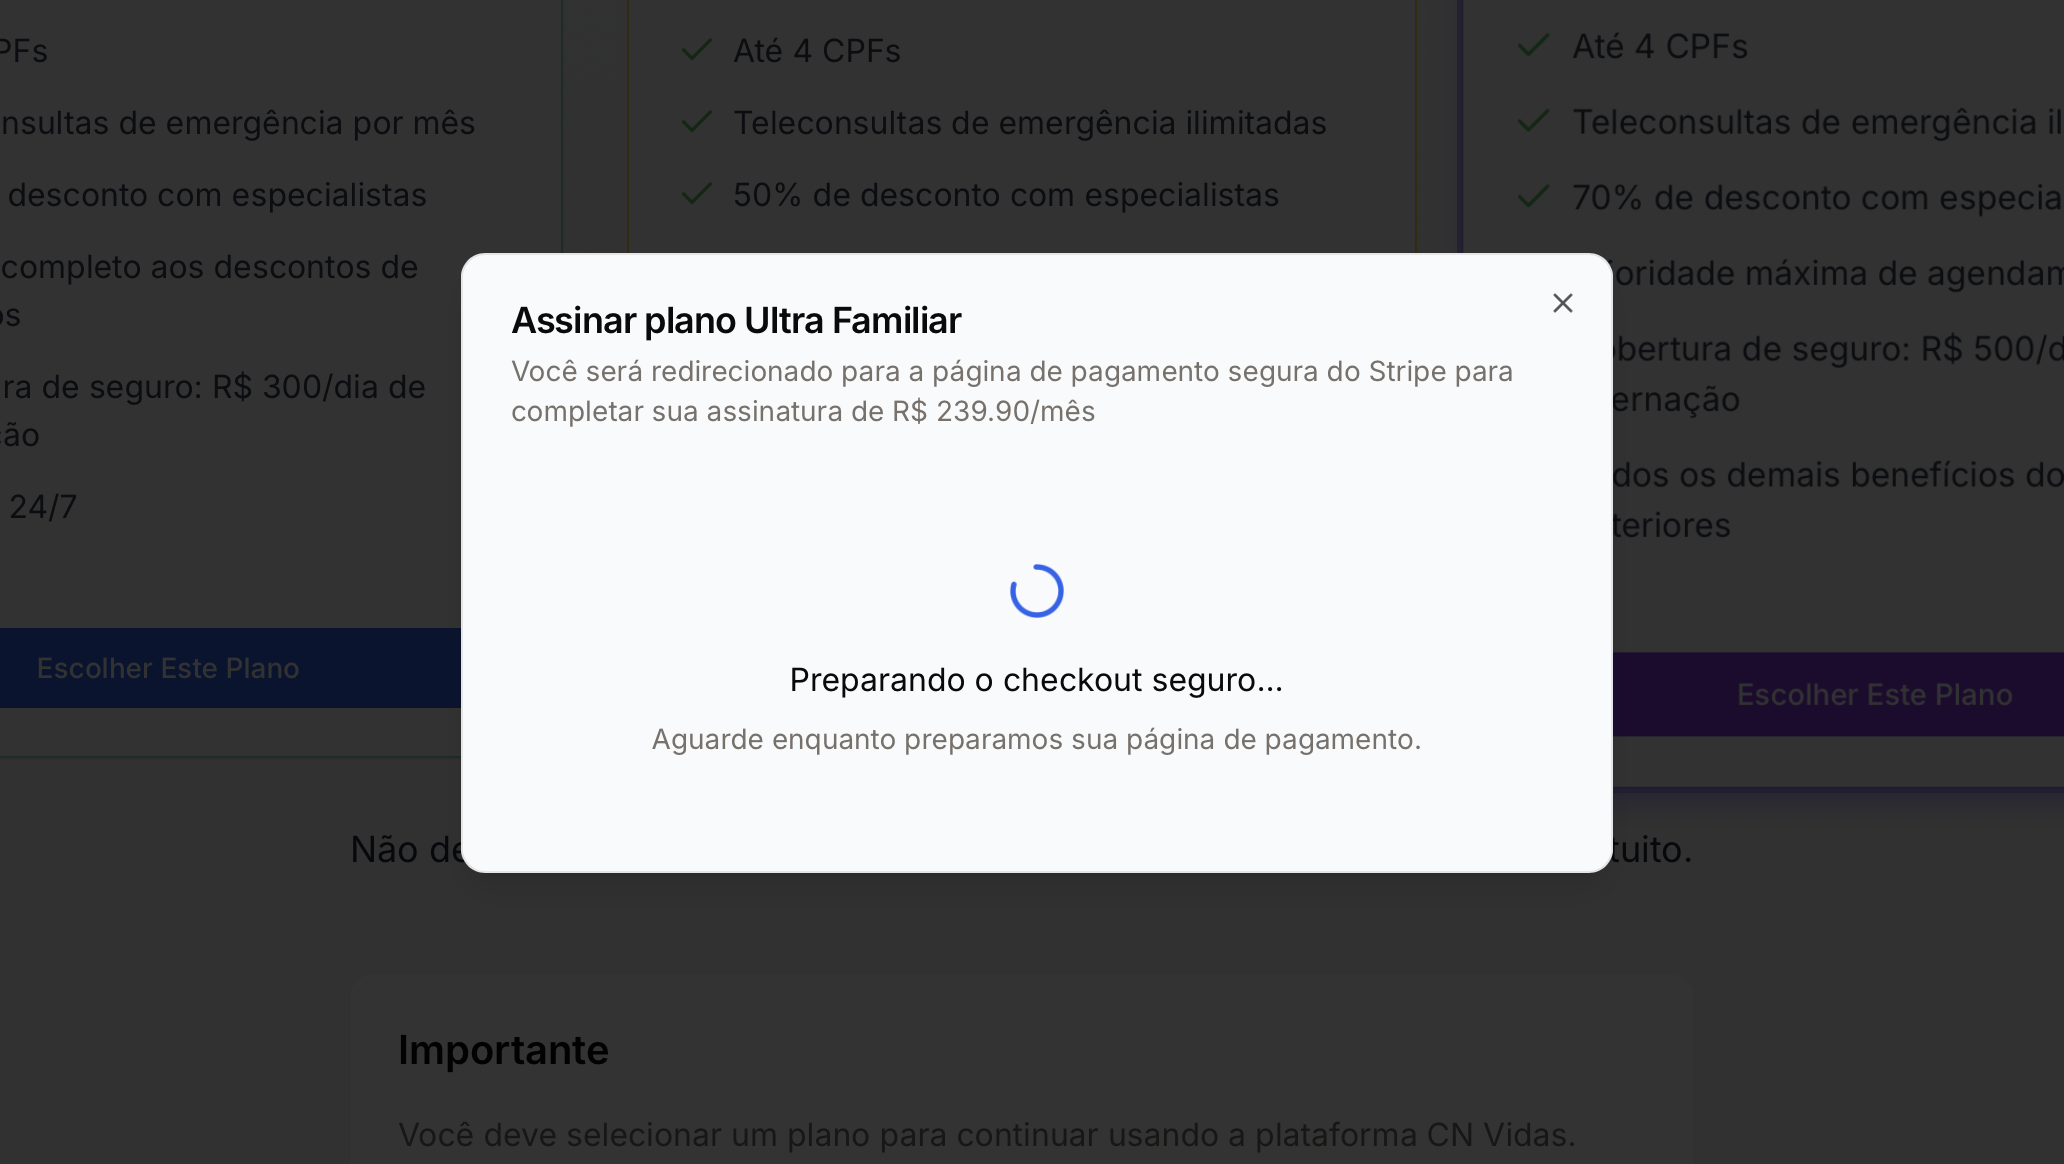 PFs
nsultas de emergência por mês
desconto com especialistas
completo aos descontos de
os
ra de seguro: R$ 300/dia de
ção
24/7
Escolher Este Plano
Até 4 CPFs
Teleconsultas de emergência ilimitadas
50% de desconto com especialistas
Até 4 CPFs
Teleconsultas de emergência il
70% de desconto com especia
oridade máxima de agendam
bertura de seguro: R$ 500/d
ernação
dos os demais benefícios do
teriores
Escolher Este Plano
Assinar plano Ultra Familiar
Você será redirecionado para a página de pagamento segura do Stripe para
completar sua assinatura de R$ 239.90/mês
Preparando o checkout seguro...
Aguarde enquanto preparamos sua página de pagamento.
Não de
tuito.
Importante
Você deve selecionar um plano para continuar usando a plataforma CN Vidas.